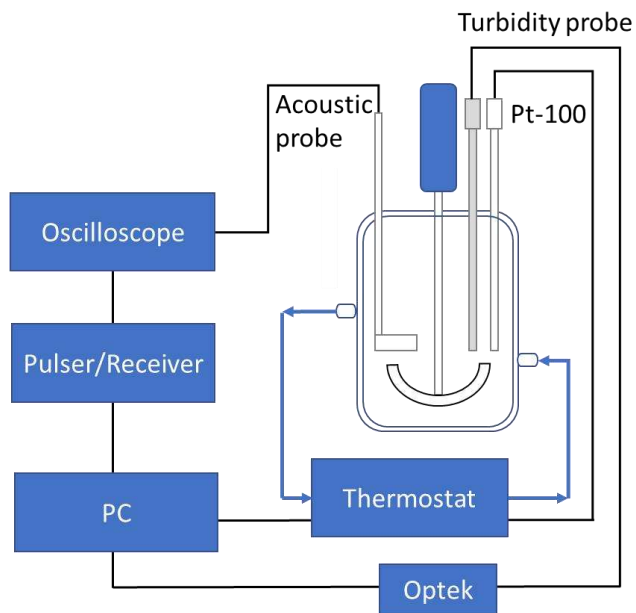 Turbidity probe
Acoustic
probe
Pt-100
Oscilloscope
Pulser/Receiver
PC
Thermostat
Optek